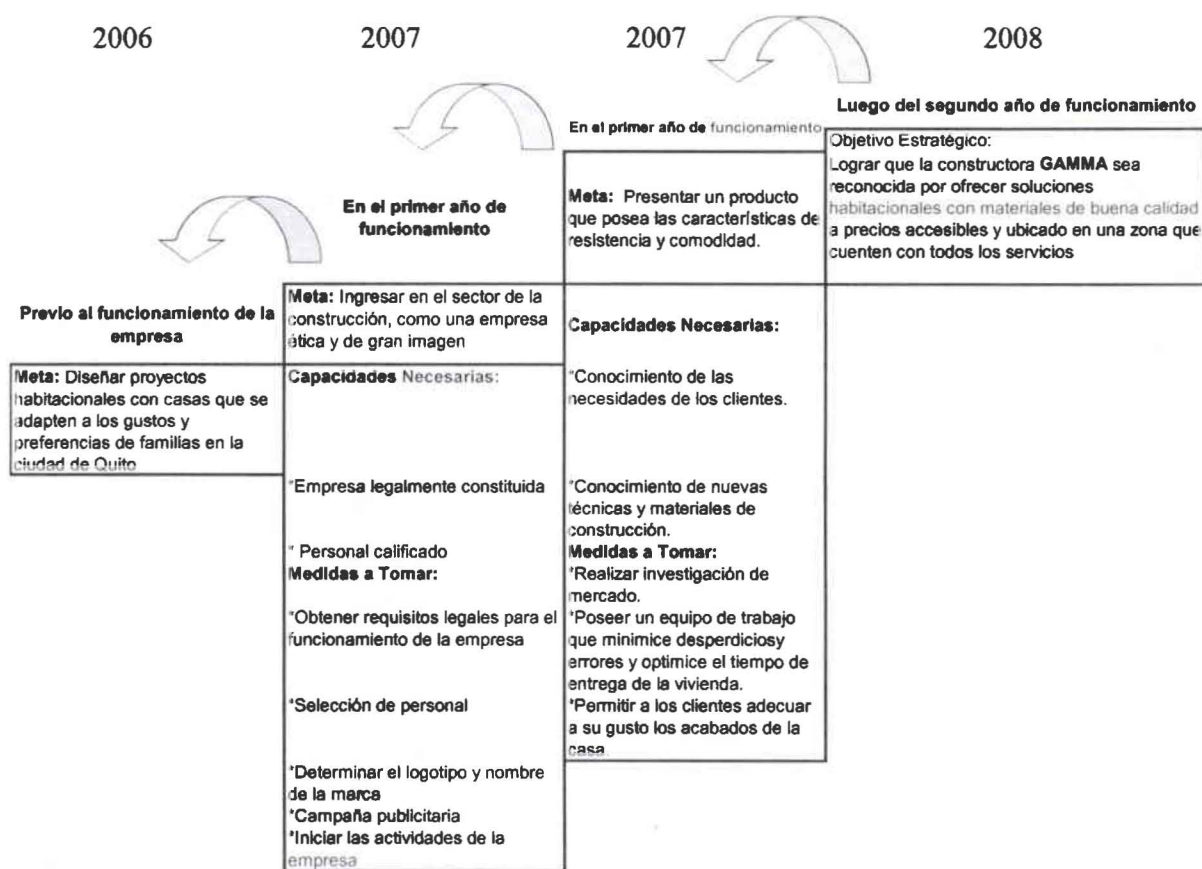 2006
2007
2007
2008
Previo al funcionamiento de la
empresa
Meta: Diseñar proyectos
habitacionales con casas que se
adapten a los gustos y
preferencias de familias en la
ciudad de Quito
En el primer año de
funcionamiento
Meta: Ingresar en el sector de la
construcción, como una empresa
ética y de gran imagen
Capacidades Necesarias:
*Empresa legalmente constituida
* Personal calificado
Medidas a Tomar:
*Obtener requisitos legales para el
funcionamiento de la empresa
*Selección de personal
*Determinar el logotipo y nombre
de la marca
*Campaña publicitaria
*Iniciar las actividades de la
empresa
En el primer año de funcionamiento
Meta: Presentar un producto
que posea las características de
resistencia y comodidad.
Capacidades Necesarias:
*Conocimiento de las
necesidades de los clientes.
*Conocimiento de nuevas
técnicas y materiales de
construcción.
Medidas a Tomar:
*Realizar investigación de
mercado.
*Poseer un equipo de trabajo
que minimice desperdiciosy
errores y optimice el tiempo de
entrega de la vivienda.
*Permitir a los clientes adecuar
a su gusto los acabados de la
casa.
Luego del segundo año de funcionamiento
Objetivo Estratégico:
Lograr que la constructora GAMMA sea
reconocida por ofrecer soluciones
habitacionales con materiales de buena calidad
a precios accesibles y ubicado en una zona que
cuenten con todos los servicios